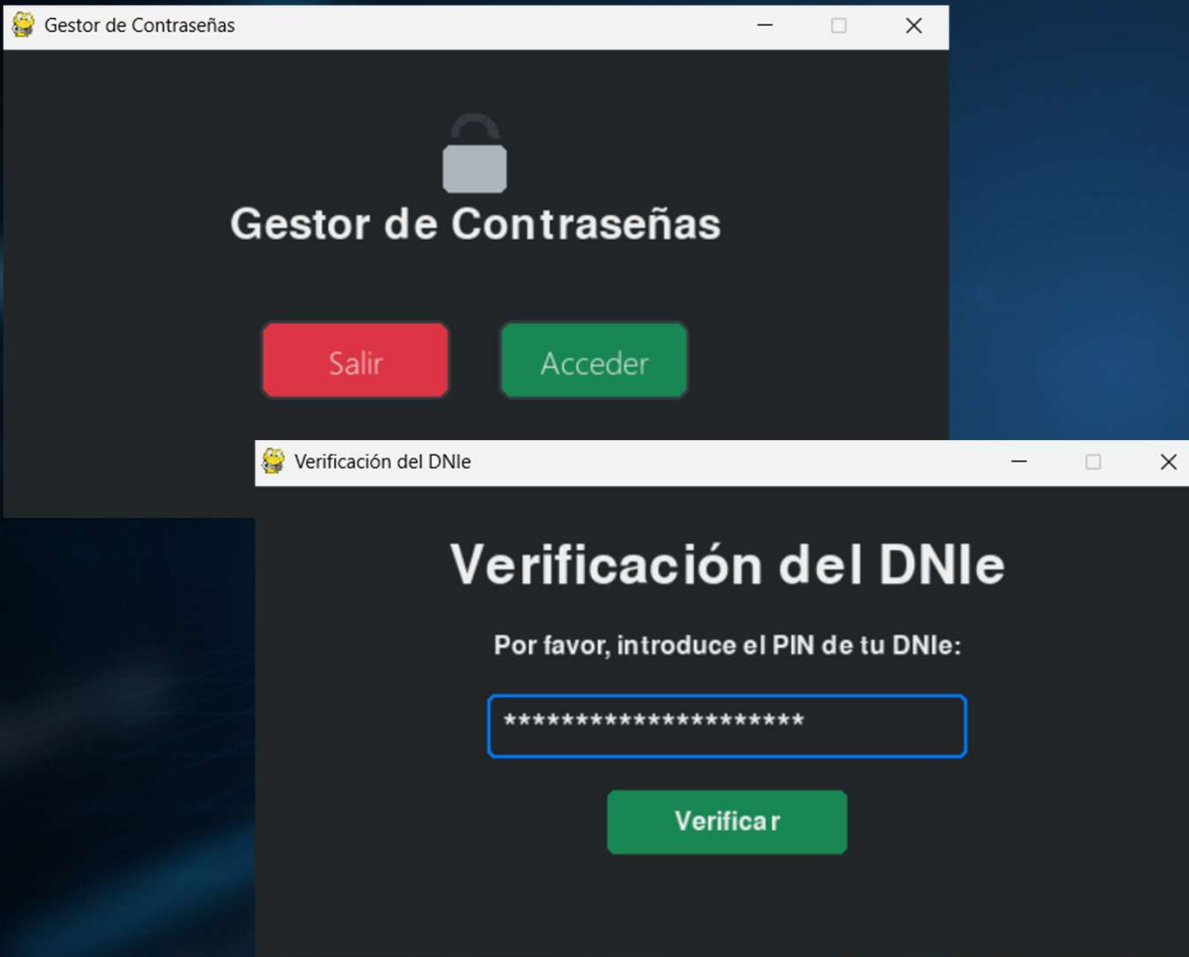 Gestor de Contraseñas
Gestor de Contraseñas
Salir Acceder
Verificación del DNIe
Verificación del DNIe
Por favor, introduce el PIN de tu DNIe:
*********************
Verificar